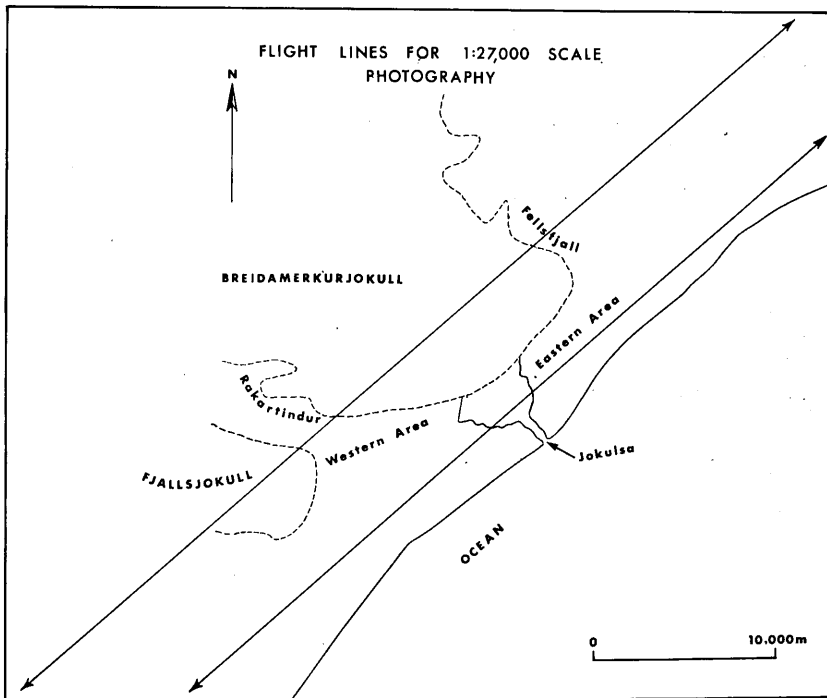 FLIGHT LINES FOR 1:27,000 SCALE
PHOTOGRAPHY
N
Fellsfjall
BREIDAMERKURJOKULL
Eastern Area
Rakartindur
Western Area
FJALLSJOKULL
Jokulsa
OCEAN
0 10,000m